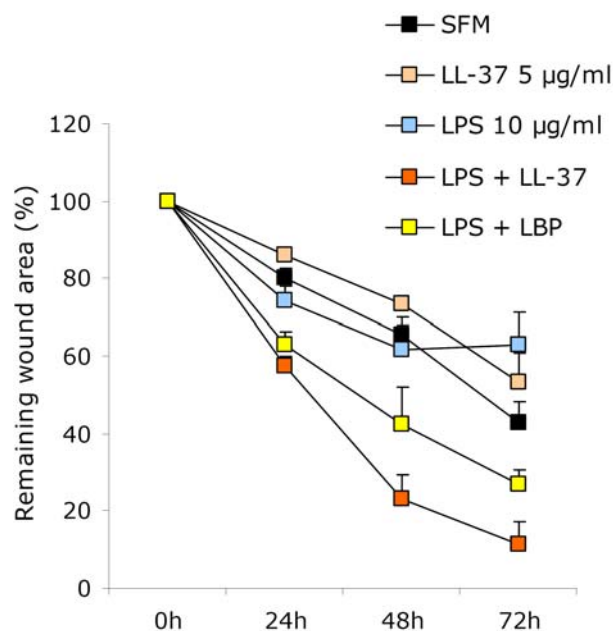 SFM
LL-37 5 µg/ml
LPS 10 µg/ml
LPS + LL-37
LPS + LBP
Remaining wound area (%)
120
100
80
60
40
20
0
0h 24h 48h 72h